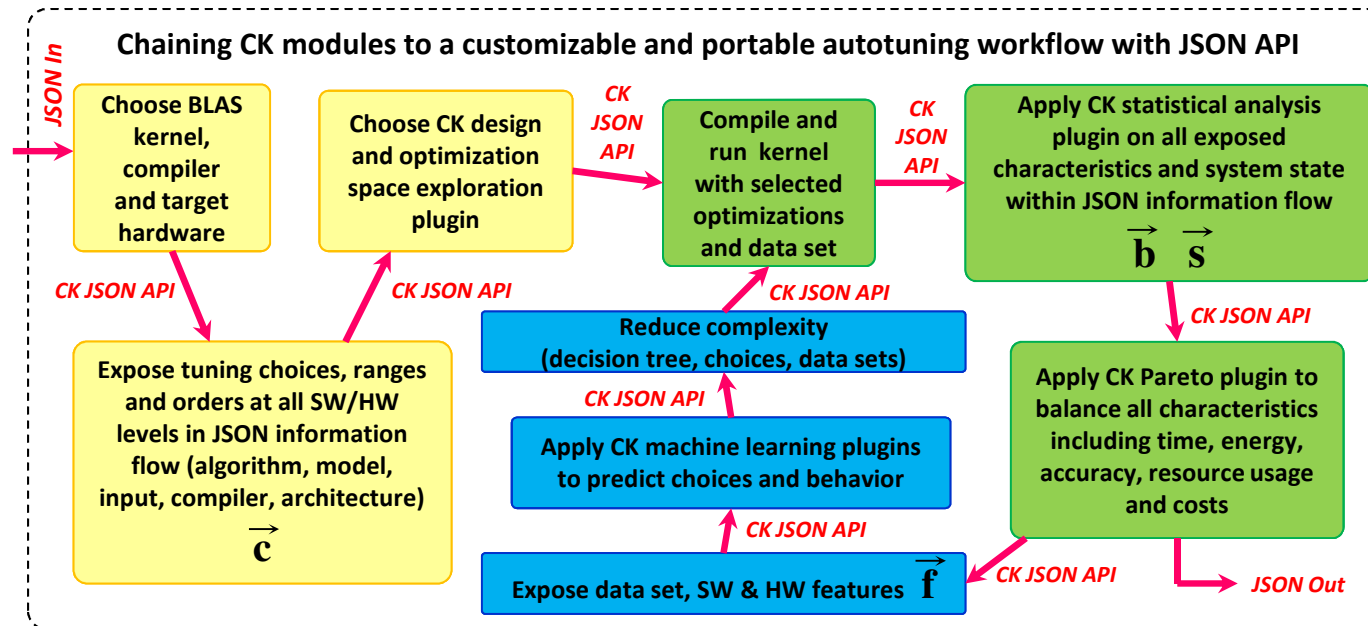 Chaining CK modules to a customizable and portable autotuning workflow with JSON API
JSON In
Choose BLAS
kernel,
compiler
and target
hardware
CK JSON API
Expose tuning choices, ranges
and orders at all SW/HW
levels in JSON information
flow (algorithm, model,
input, compiler, architecture)
c
CK JSON API
Choose CK design
and optimization
space exploration
plugin
CK
JSON
API
Compile and
run kernel
with selected
optimizations
and data set
CK
JSON
API
Apply CK statistical analysis
plugin on all exposed
characteristics and system state
within JSON information flow
b s
CK JSON API
Apply CK Pareto plugin to
balance all characteristics
including time, energy,
accuracy, resource usage
and costs
JSON Out
CK JSON API
Expose data set, SW & HW features f
CK JSON API
Apply CK machine learning plugins
to predict choices and behavior
CK JSON API
Reduce complexity
(decision tree, choices, data sets)
CK JSON API